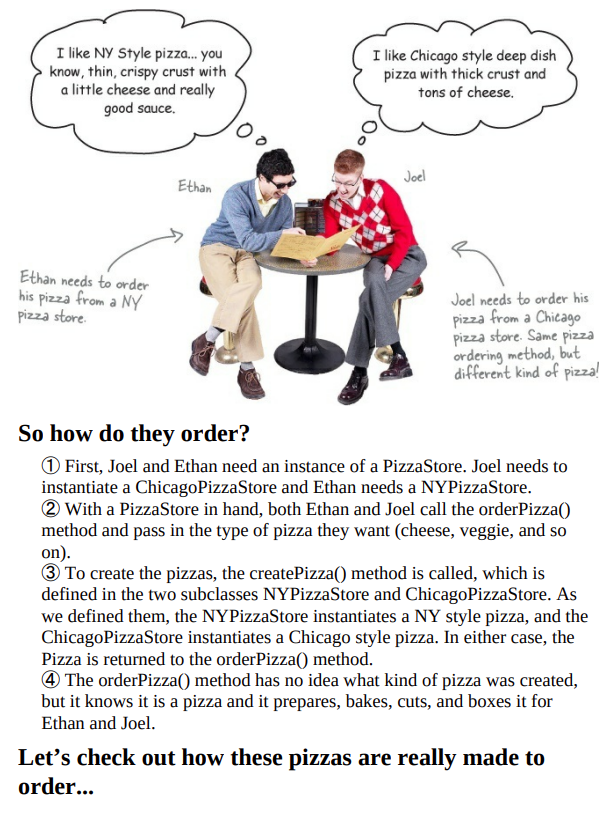 I like NY Style pizza... you
know, thin, crispy crust with
a little cheese and really
good sauce.
I like Chicago style deep dish
pizza with thick crust and
tons of cheese.
Ethan
Joel
Ethan needs to order
his pizza from a NY
pizza store.
Joel needs to order his
pizza from a Chicago
pizza store. Same pizza
ordering method, but
different kind of pizza!
So how do they order?
① First, Joel and Ethan need an instance of a PizzaStore. Joel needs to
instantiate a ChicagoPizzaStore and Ethan needs a NYPizzaStore.
② With a PizzaStore in hand, both Ethan and Joel call the orderPizza()
method and pass in the type of pizza they want (cheese, veggie, and so
on).
③ To create the pizzas, the createPizza() method is called, which is
defined in the two subclasses NYPizzaStore and ChicagoPizzaStore. As
we defined them, the NYPizzaStore instantiates a NY style pizza, and the
ChicagoPizzaStore instantiates a Chicago style pizza. In either case, the
Pizza is returned to the orderPizza() method.
④ The orderPizza() method has no idea what kind of pizza was created,
but it knows it is a pizza and it prepares, bakes, cuts, and boxes it for
Ethan and Joel.
Let’s check out how these pizzas are really made to
order...